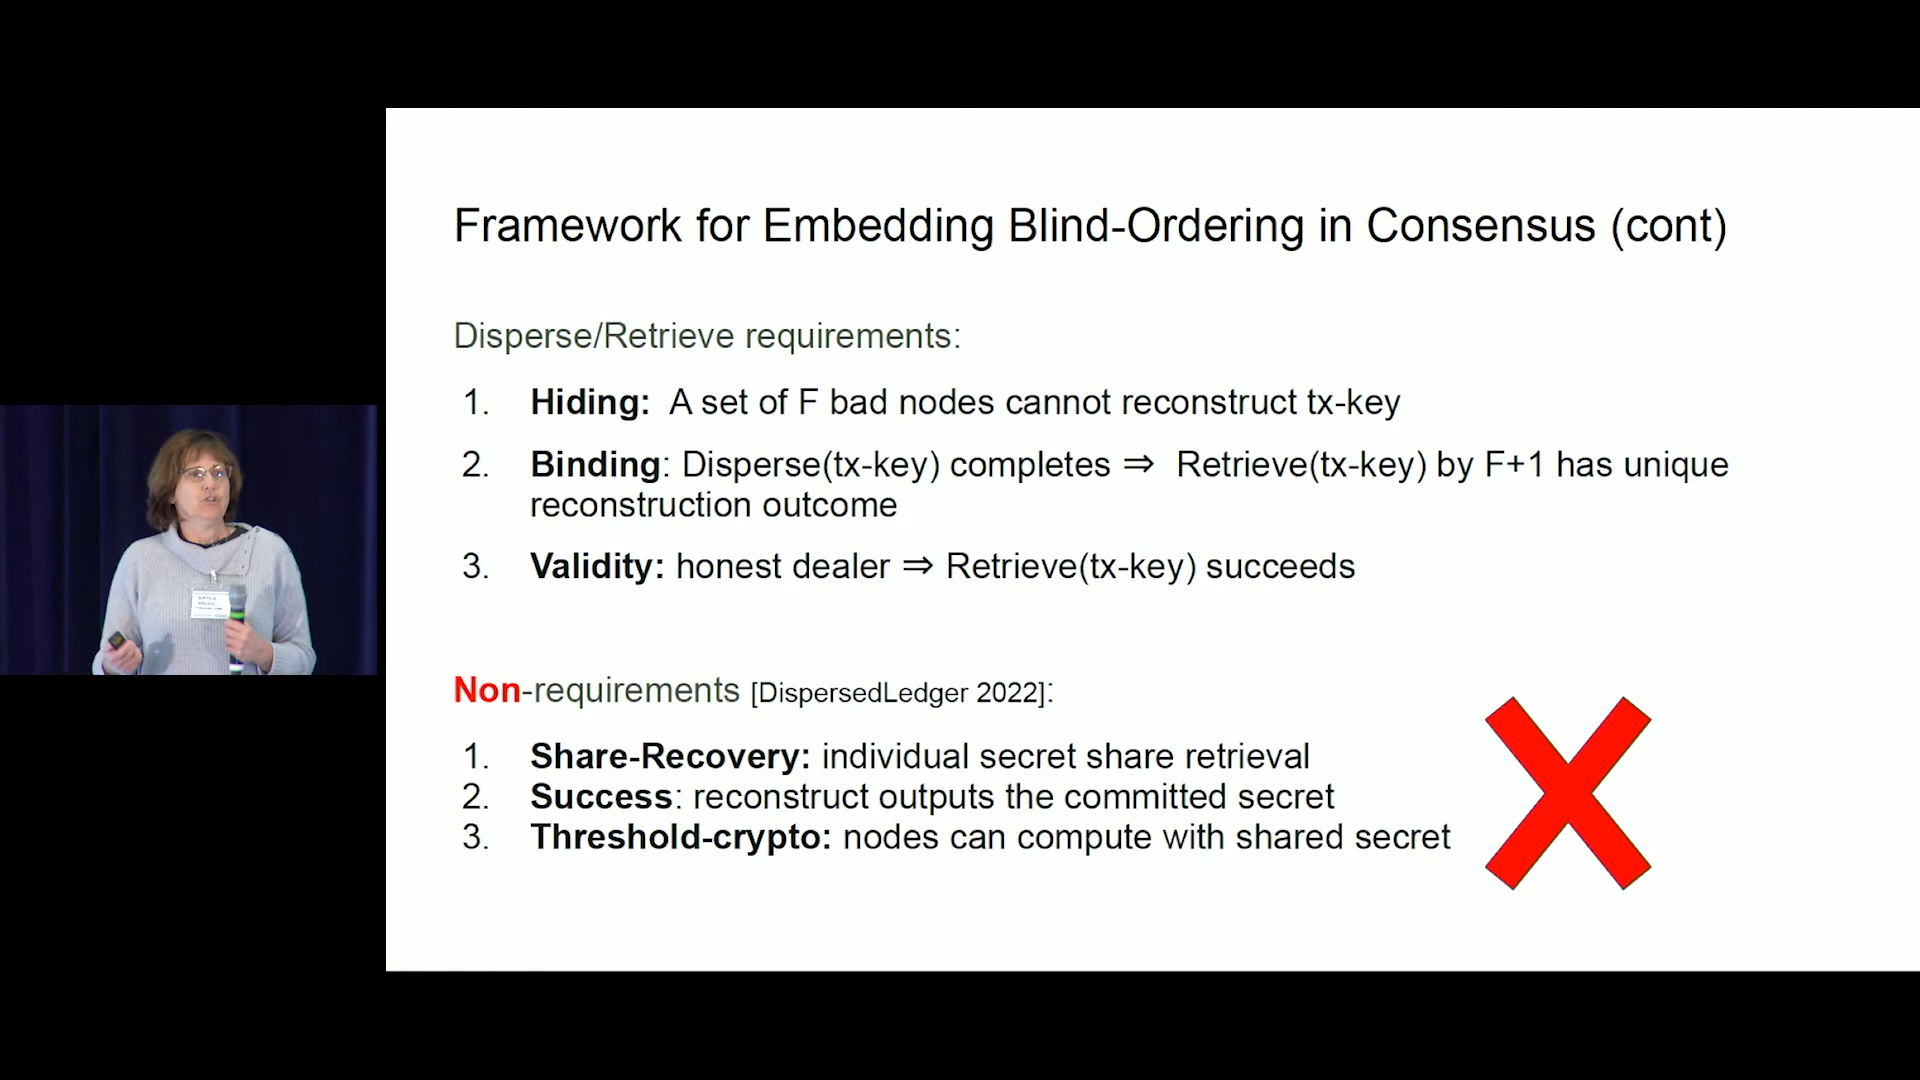 Framework for Embedding Blind-Ordering in Consensus (cont)
Disperse/Retrieve requirements:
1. Hiding: A set of F bad nodes cannot reconstruct tx-key
2. Binding: Disperse(tx-key) completes ⇒ Retrieve(tx-key) by F+1 has unique
reconstruction outcome
3. Validity: honest dealer ⇒ Retrieve(tx-key) succeeds
Non-requirements [DispersedLedger 2022]:
1. Share-Recovery: individual secret share retrieval
2. Success: reconstruct outputs the committed secret
3. Threshold-crypto: nodes can compute with shared secret